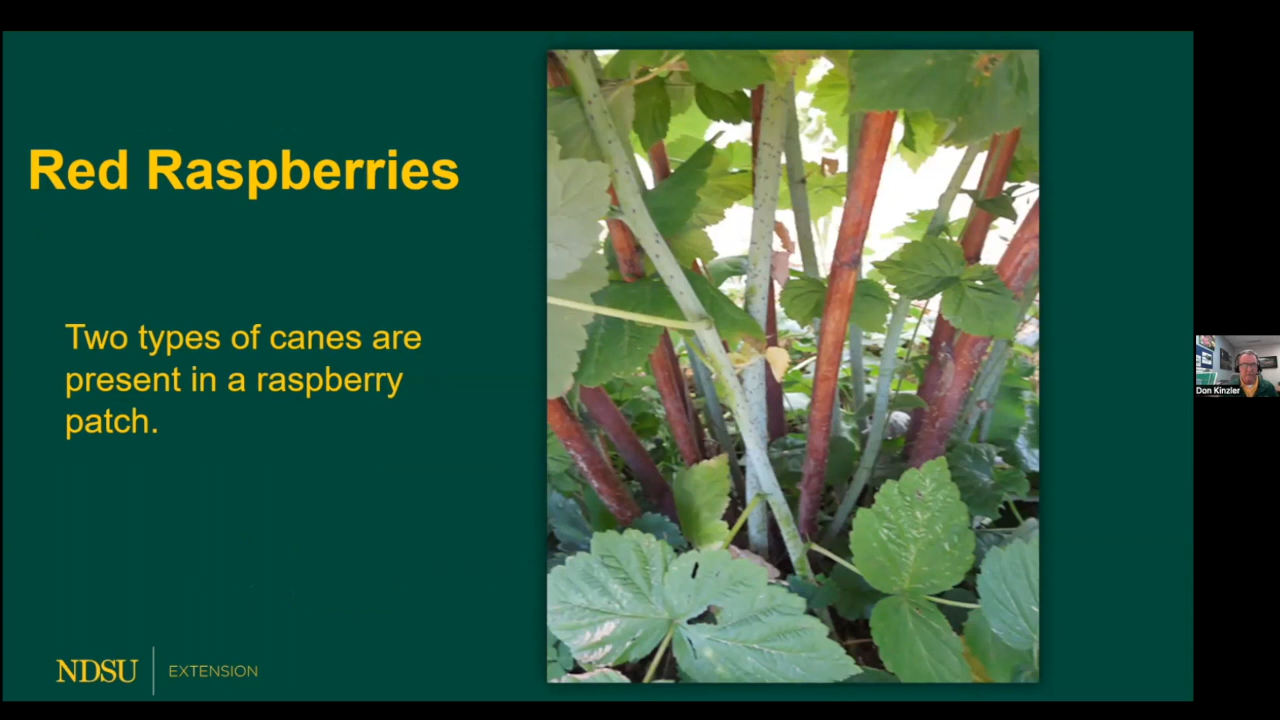 Red Raspberries
Two types of canes are
present in a raspberry
patch.
NDSU
EXTENSION
Don Kinzler